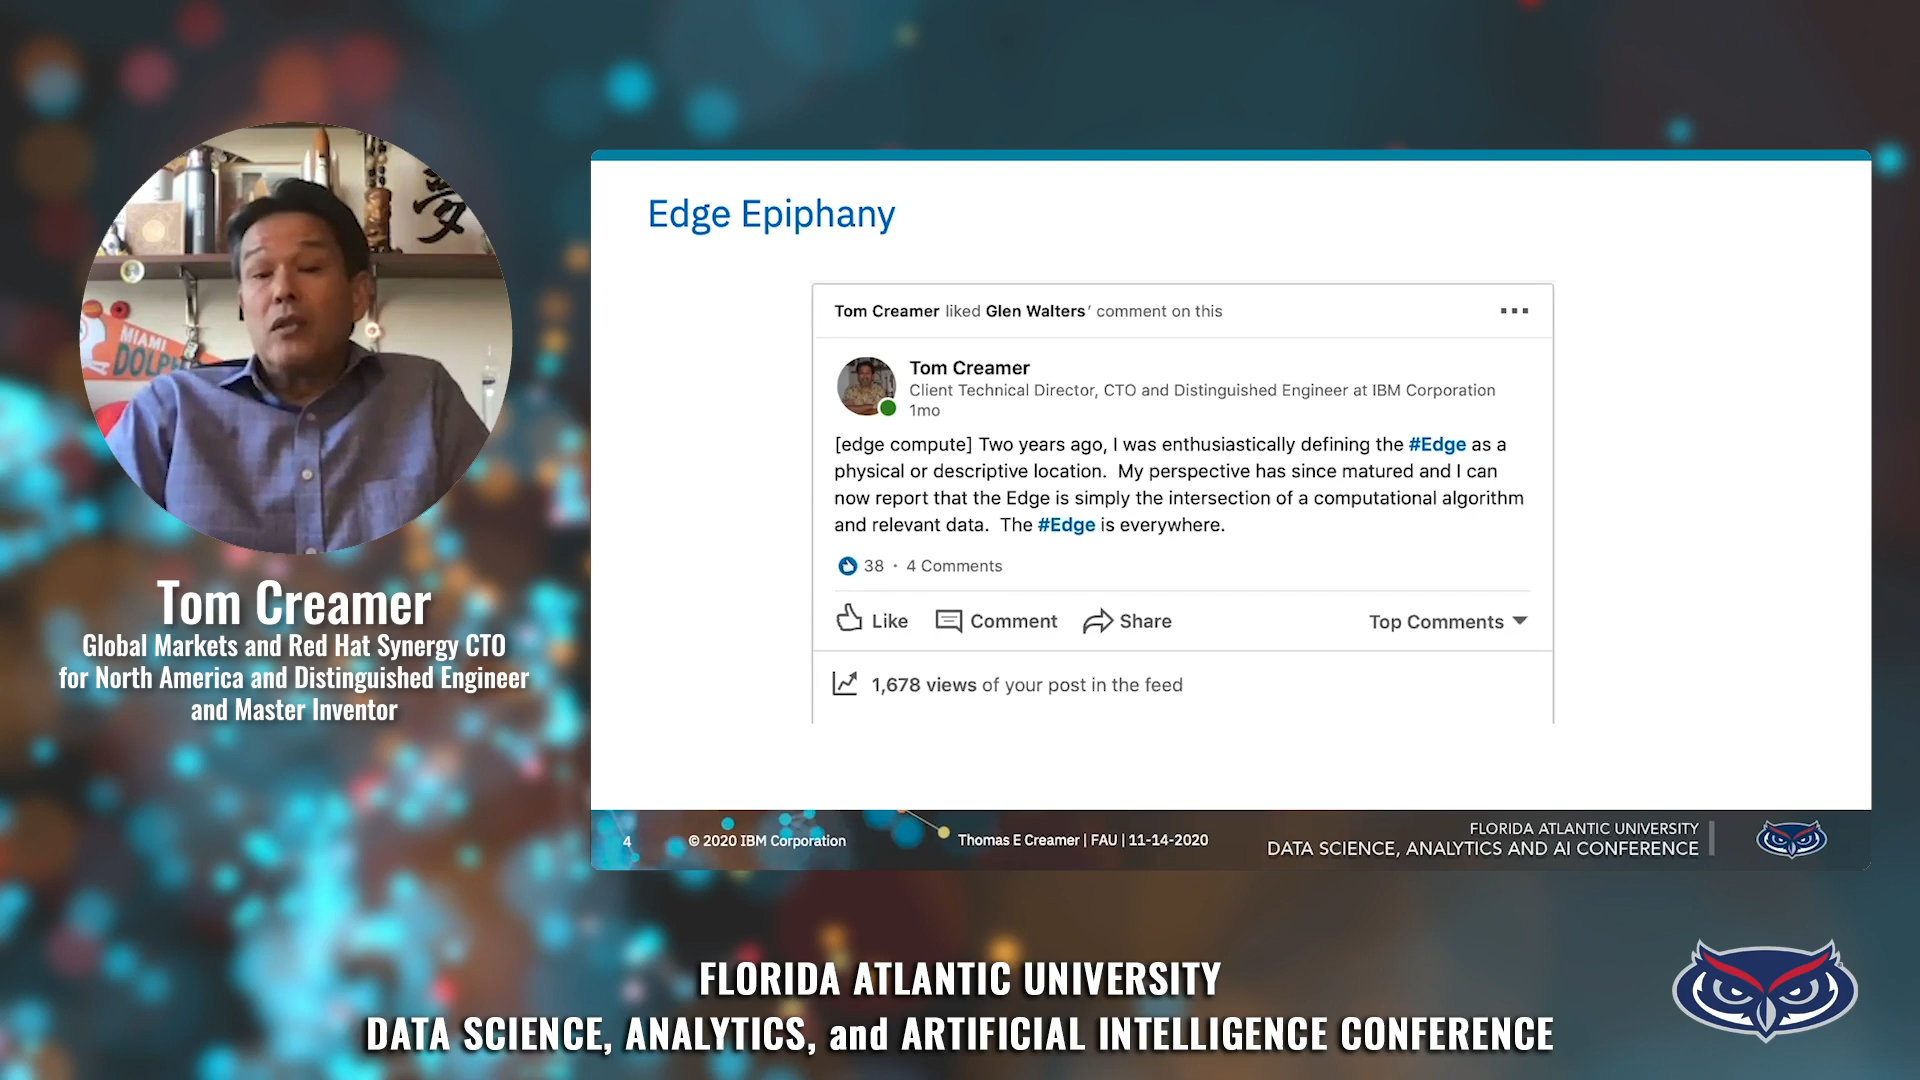 夢
MIAMI
DOLPH
Tom Creamer
Global Markets and Red Hat Synergy CTO
for North America and Distinguished Engineer
and Master Inventor
Edge Epiphany
Tom Creamer liked Glen Walters' comment on this
Tom Creamer
Client Technical Director, CTO and Distinguished Engineer at IBM Corporation
1mo
[edge compute] Two years ago, I was enthusiastically defining the #Edge as a
physical or descriptive location. My perspective has since matured and I can
now report that the Edge is simply the intersection of a computational algorithm
and relevant data. The #Edge is everywhere.
38 · 4 Comments
Like Comment Share Top Comments
1,678 views of your post in the feed
4 © 2020 IBM Corporation Thomas E Creamer | FAU | 11-14-2020
FLORIDA ATLANTIC UNIVERSITY
DATA SCIENCE, ANALYTICS AND AI CONFERENCE
FLORIDA ATLANTIC UNIVERSITY
DATA SCIENCE, ANALYTICS, and ARTIFICIAL INTELLIGENCE CONFERENCE